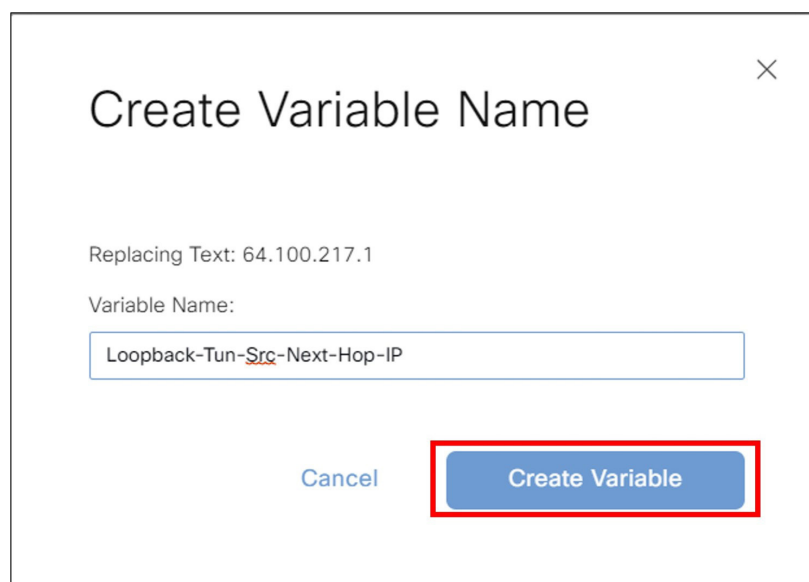 Create Variable Name
Replacing Text: 64.100.217.1
Variable Name:
Loopback-Tun-Src-Next-Hop-IP
Cancel
Create Variable